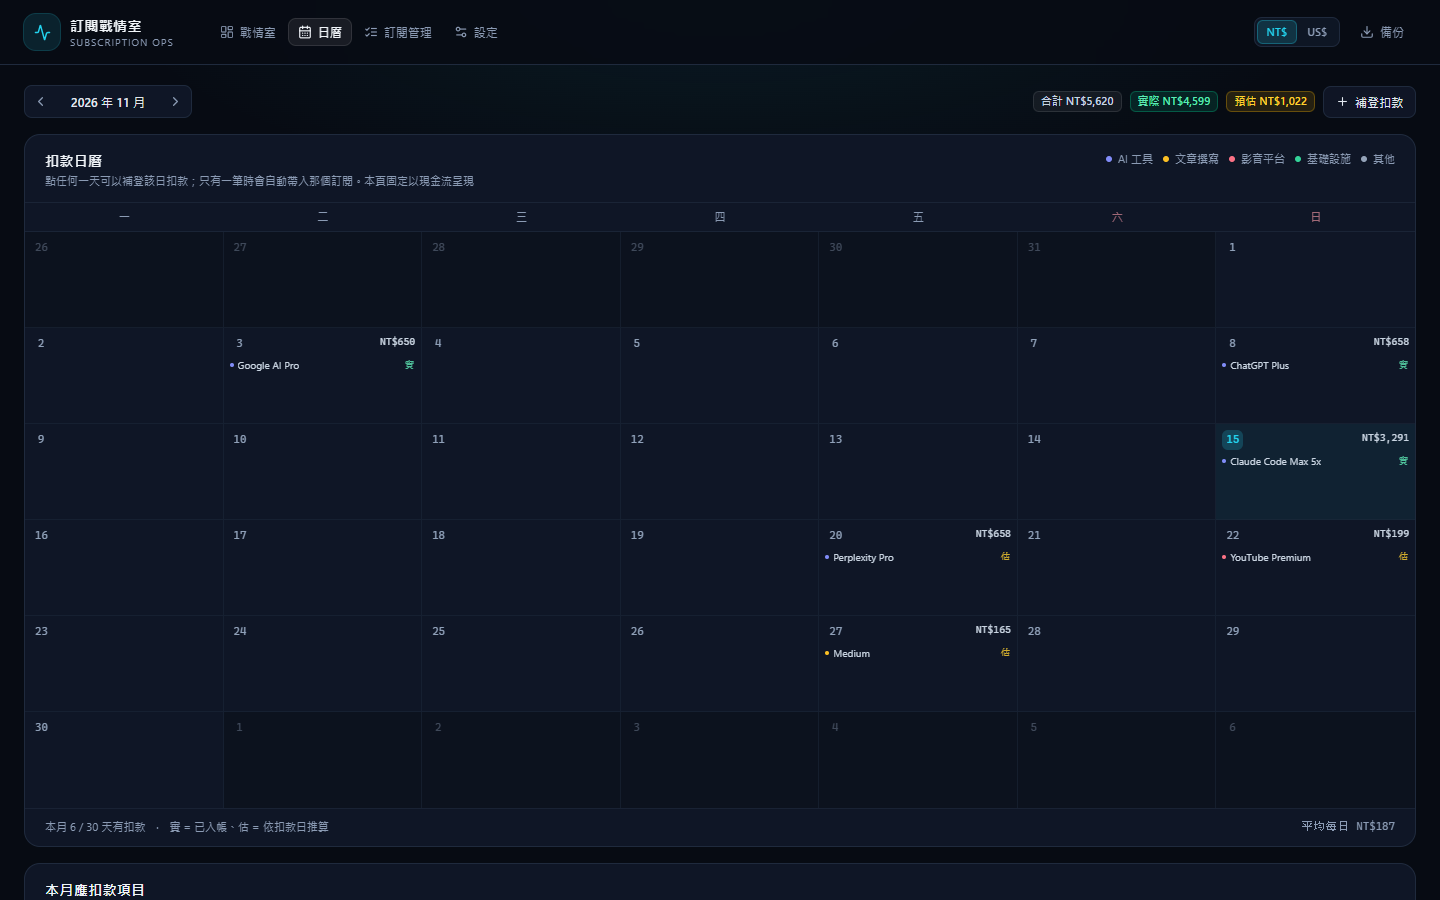 訂閱戰情室
SUBSCRIPTION OPS
戰情室
日曆
訂閱管理
設定
NT$ US$
備份
2026 年 11 月
合計 NT$5,620
實際 NT$4,599
預估 NT$1,022
補登扣款
扣款日曆
點任何一天可以補登該日扣款；只有一筆時會自動帶入那個訂閱。本頁固定以現金流呈現
AI 工具 文章撰寫 影音平台 基礎設施 其他
一 二 三 四 五 六 日
26 27 28 29 30 31 1
2 3 NT$650 4 5 6 7 8 NT$658
Google AI Pro 實 ChatGPT Plus 實
9 10 11 12 13 14 15 NT$3,291
Claude Code Max 5x 實
16 17 18 19 20 NT$658 21 22 NT$199
Perplexity Pro 估 YouTube Premium 估
23 24 25 26 27 NT$165 28 29
Medium 估
30 1 2 3 4 5 6
本月 6 / 30 天有扣款 · 實 = 已入帳、估 = 依扣款日推算
平均每日 NT$187
本月應扣款項目